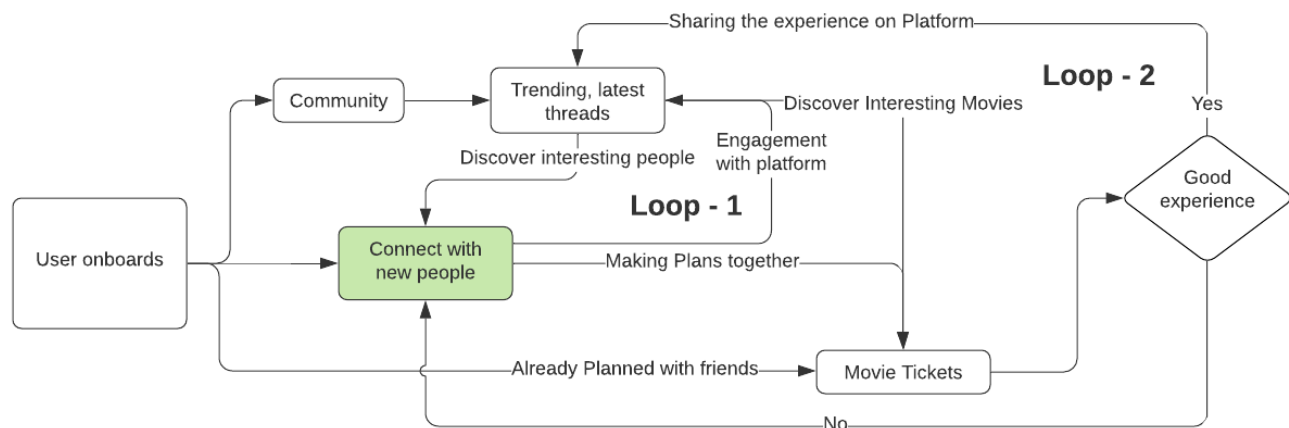 Sharing the experience on Platform
Loop - 2
Trending, latest
threads
Community
Discover Interesting Movies
Yes
Engagement
with platform
Discover interesting people
Good
experience
Loop - 1
User onboards
Connect with
new people
Making Plans together
Already Planned with friends
Movie Tickets
No